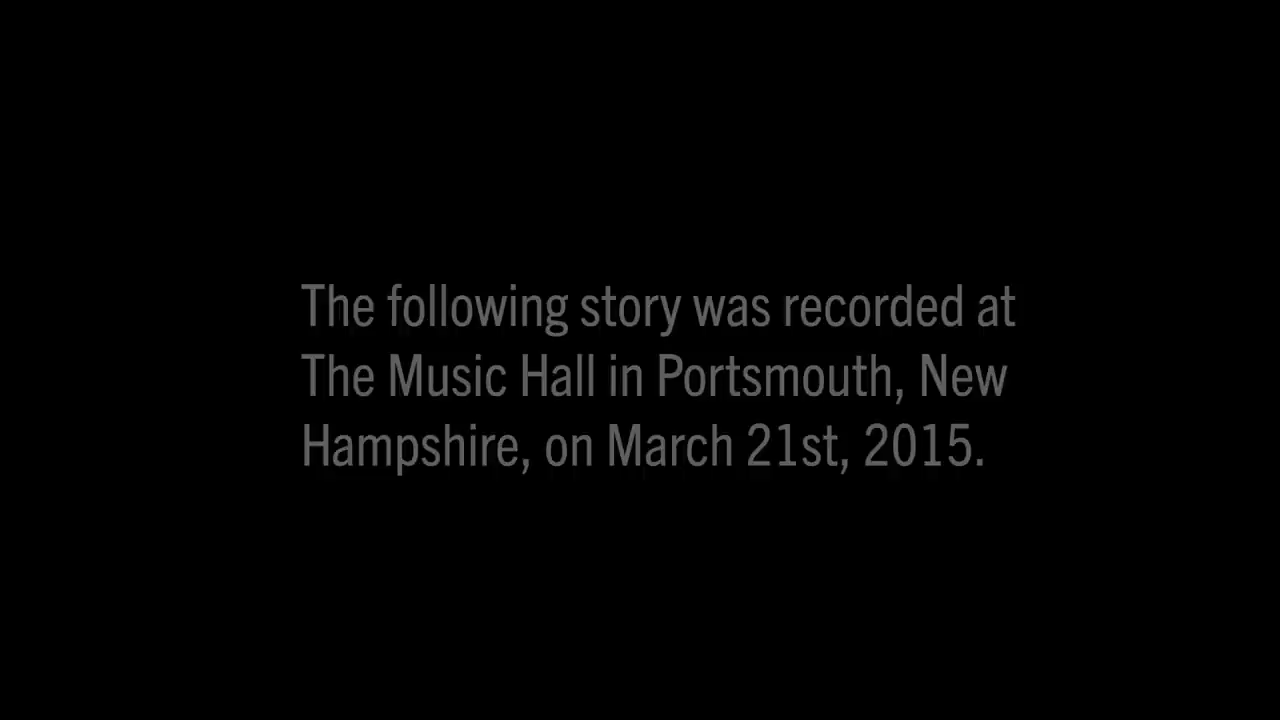 The following story was recorded at
The Music Hall in Portsmouth, New
Hampshire, on March 21st, 2015.